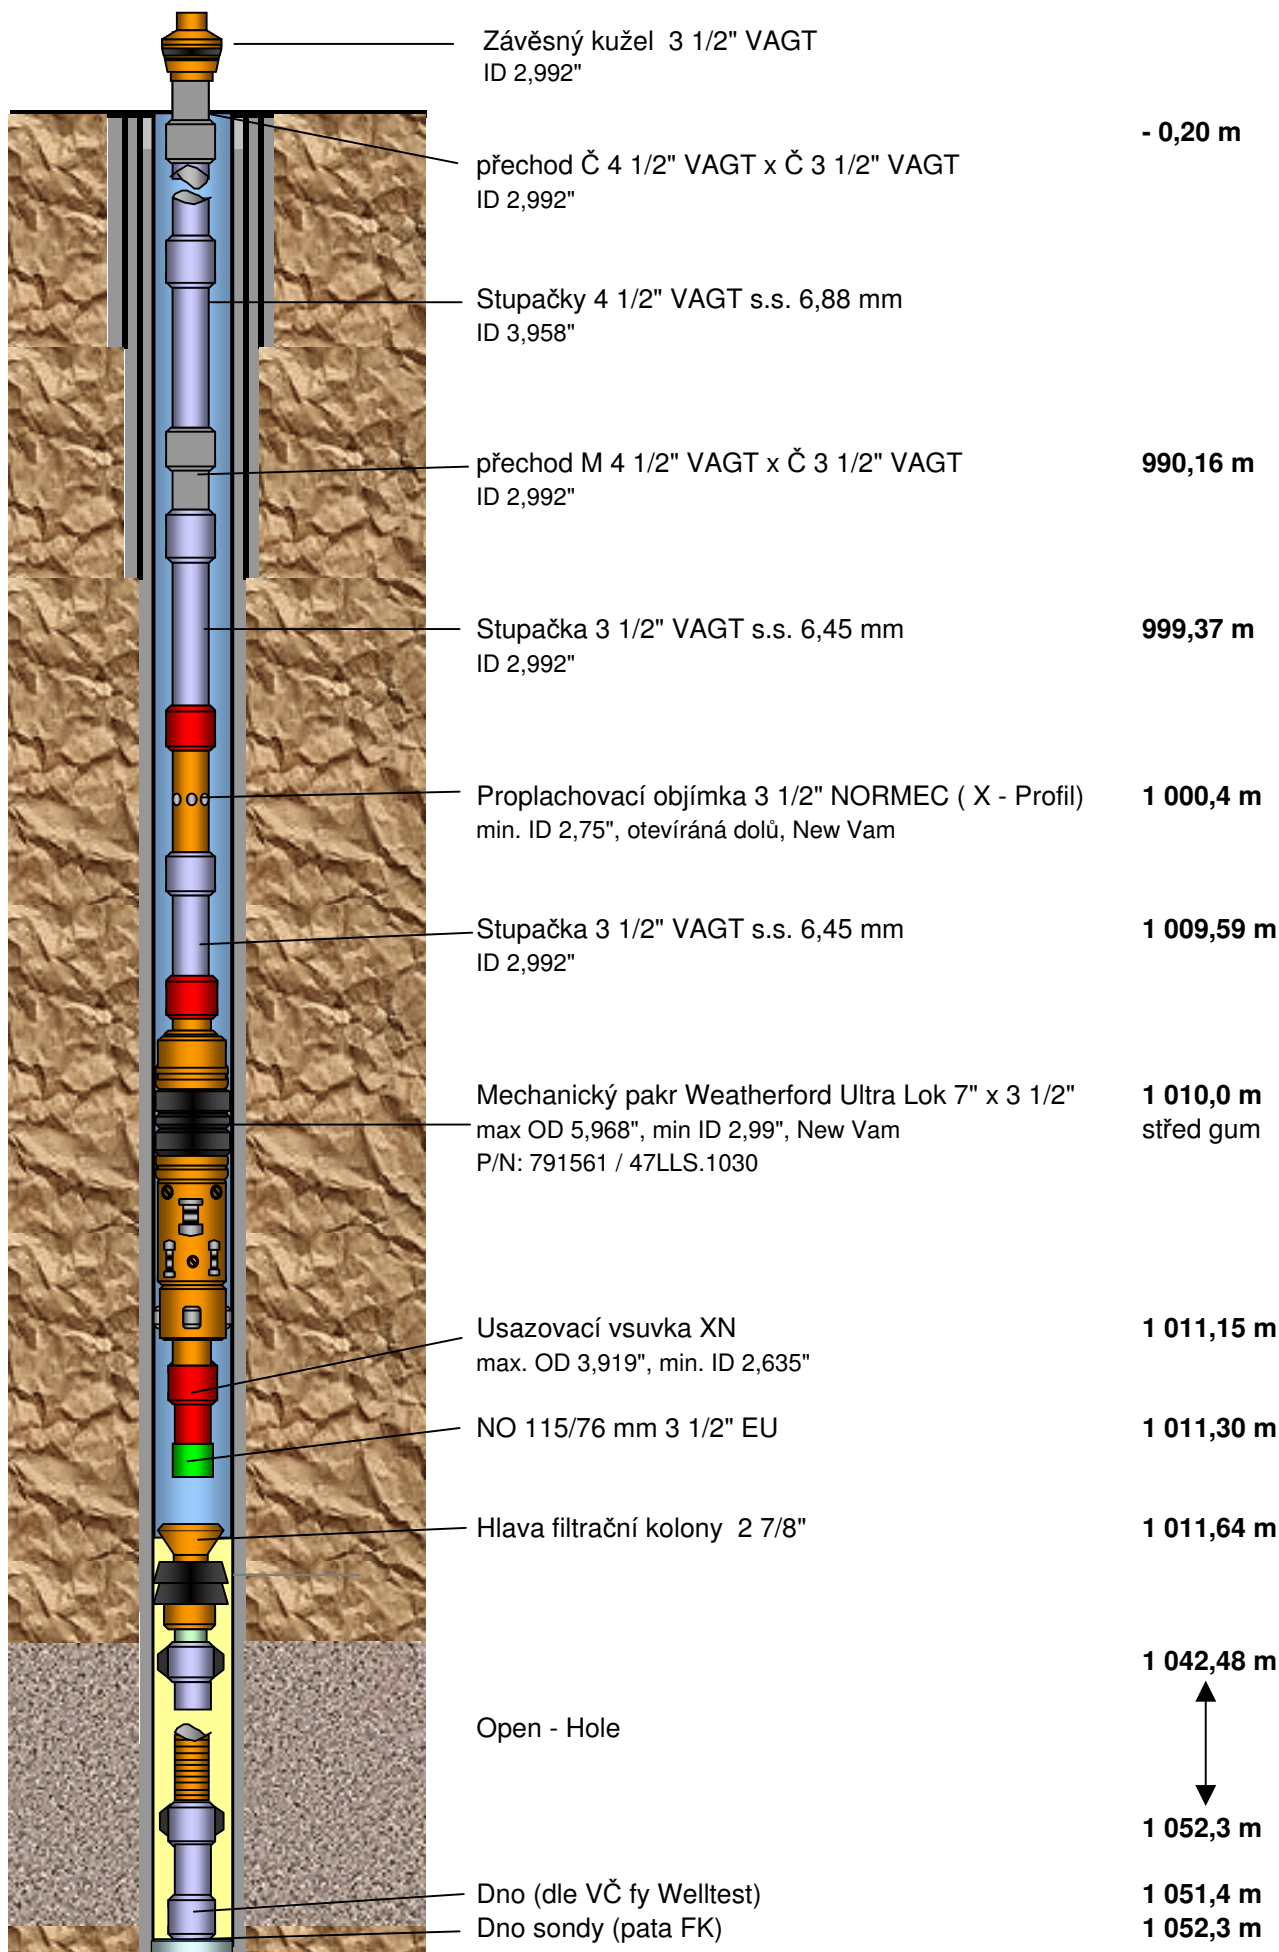 Závěsný kužel  3 1/2" VAGT
ID 2,992"
- 0,20 m
přechod Č 4 1/2" VAGT x Č 3 1/2" VAGT
ID 2,992"
Stupačky 4 1/2" VAGT s.s. 6,88 mm
ID 3,958"
přechod M 4 1/2" VAGT x Č 3 1/2" VAGT 990,16 m
ID 2,992"
Stupačka 3 1/2" VAGT s.s. 6,45 mm 999,37 m
ID 2,992"
Proplachovací objímka 3 1/2" NORMEC ( X - Profil) 1 000,4 m
min. ID 2,75", otevíráná dolů, New Vam
Stupačka 3 1/2" VAGT s.s. 6,45 mm 1 009,59 m
ID 2,992"
Mechanický pakr Weatherford Ultra Lok 7" x 3 1/2" 1 010,0 m
max OD 5,968", min ID 2,99", New Vam střed gum
P/N: 791561 / 47LLS.1030
Usazovací vsuvka XN 1 011,15 m
max. OD 3,919", min. ID 2,635"
NO 115/76 mm 3 1/2" EU 1 011,30 m
Hlava filtrační kolony  2 7/8" 1 011,64 m
1 042,48 m
Open - Hole
1 052,3 m
Dno (dle VČ fy Welltest) 1 051,4 m
Dno sondy (pata FK) 1 052,3 m